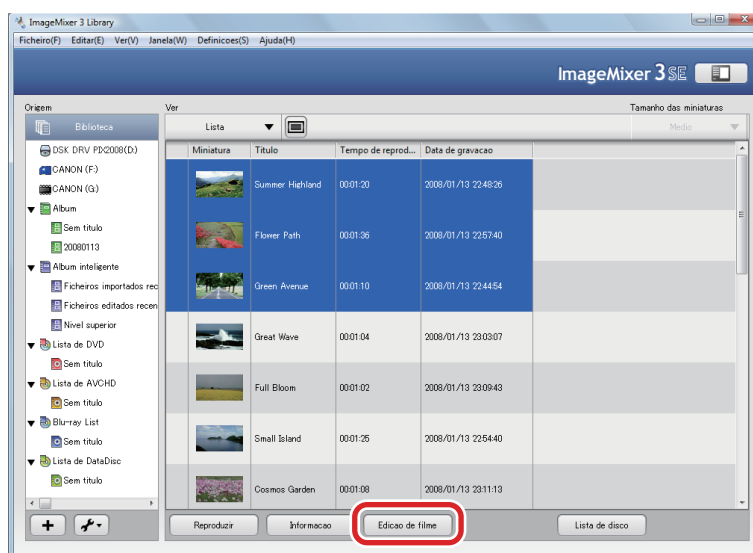 ImageMixer 3 Library
Ficheiro(F) Editar(E) Ver(V) Janela(W) Definicoes(S) Ajuda(H)
ImageMixer 3 SE
Origem Ver Tamanho das miniaturas
Biblioteca Lista Medio
DSK DRV PIX2008(D:)
CANON (F:)
CANON (G:)
Album
Sem titulo
20080113
Album inteligente
Ficheiros importados rec
Ficheiros editados recen
Nivel superior
Lista de DVD
Sem titulo
Lista de AVCHD
Sem titulo
Blu-ray List
Sem titulo
Lista de DataDisc
Sem titulo
Miniatura Titulo Tempo de reprod... Data de gravacao
Summer Highland 00:01:20 2008/01/13 22:48:26
Flower Path 00:01:36 2008/01/13 22:57:40
Green Avenue 00:01:10 2008/01/13 22:44:54
Great Wave 00:01:04 2008/01/13 23:03:07
Full Bloom 00:01:02 2008/01/13 23:09:43
Small Island 00:01:25 2008/01/13 22:54:40
Cosmos Garden 00:01:08 2008/01/13 23:11:13
Reproduzir Informacao Edicao de filme Lista de disco